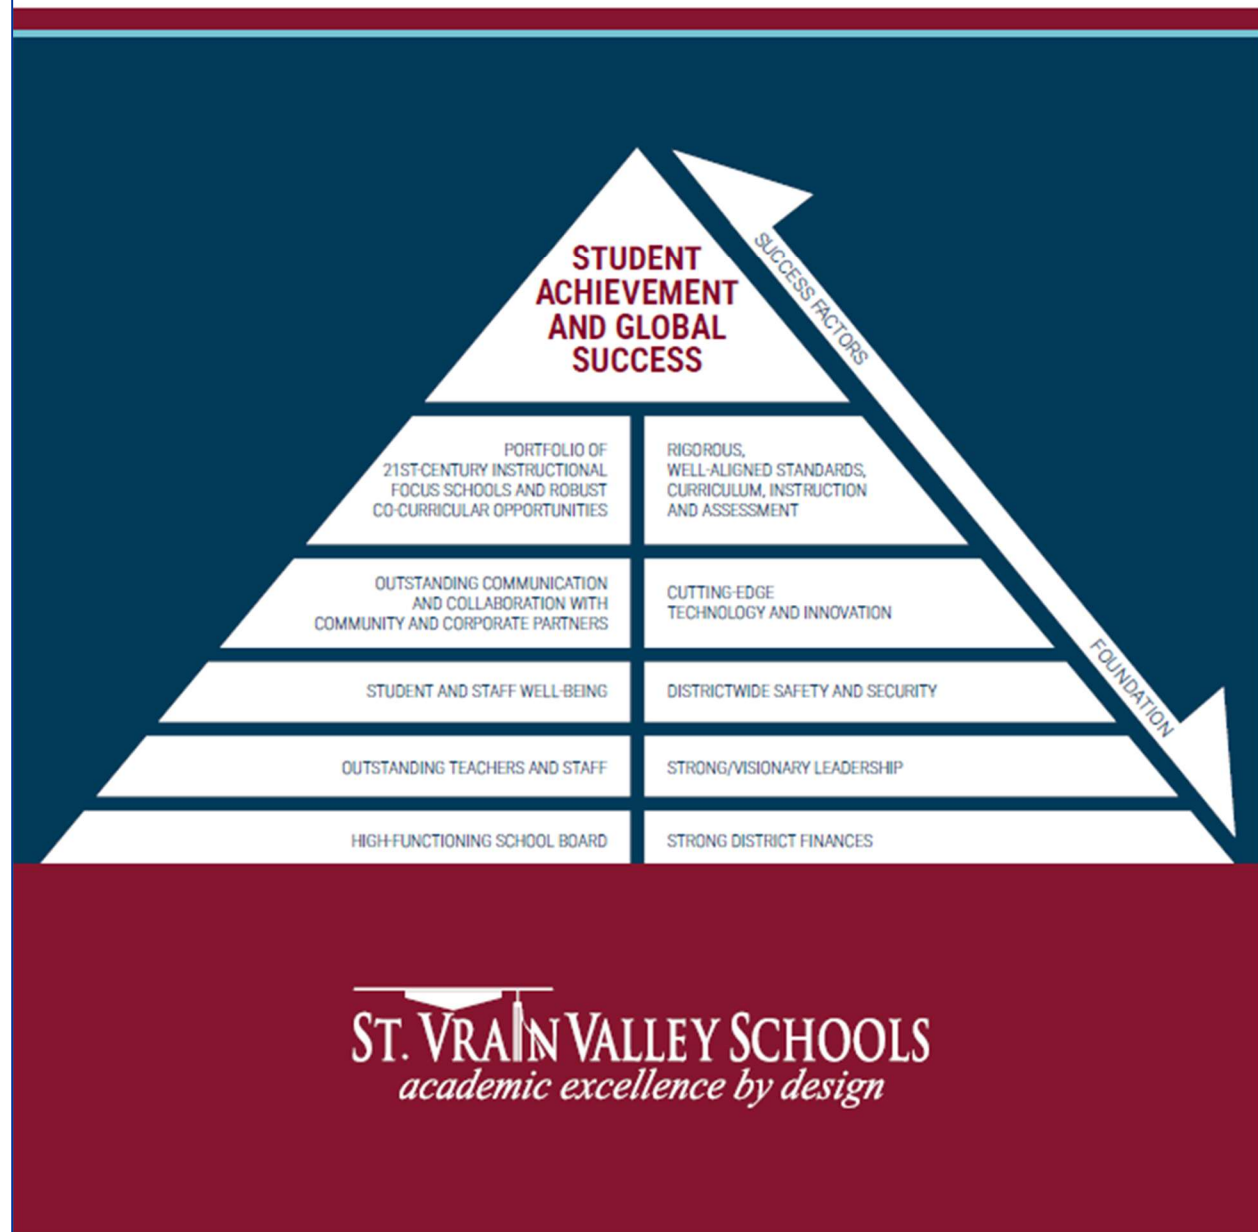 STUDENT
ACHIEVEMENT
AND GLOBAL
SUCCESS
SUCCESS FACTORS
FOUNDATION
PORTFOLIO OF
21ST-CENTURY INSTRUCTIONAL
FOCUS SCHOOLS AND ROBUST
CO-CURRICULAR OPPORTUNITIES
RIGOROUS,
WELL-ALIGNED STANDARDS,
CURRICULUM, INSTRUCTION
AND ASSESSMENT
OUTSTANDING COMMUNICATION
AND COLLABORATION WITH
COMMUNITY AND CORPORATE PARTNERS
CUTTING-EDGE
TECHNOLOGY AND INNOVATION
STUDENT AND STAFF WELL-BEING
DISTRICTWIDE SAFETY AND SECURITY
OUTSTANDING TEACHERS AND STAFF
STRONG/VISIONARY LEADERSHIP
HIGH-FUNCTIONING SCHOOL BOARD
STRONG DISTRICT FINANCES
ST. VRAIN VALLEY SCHOOLS
academic excellence by design